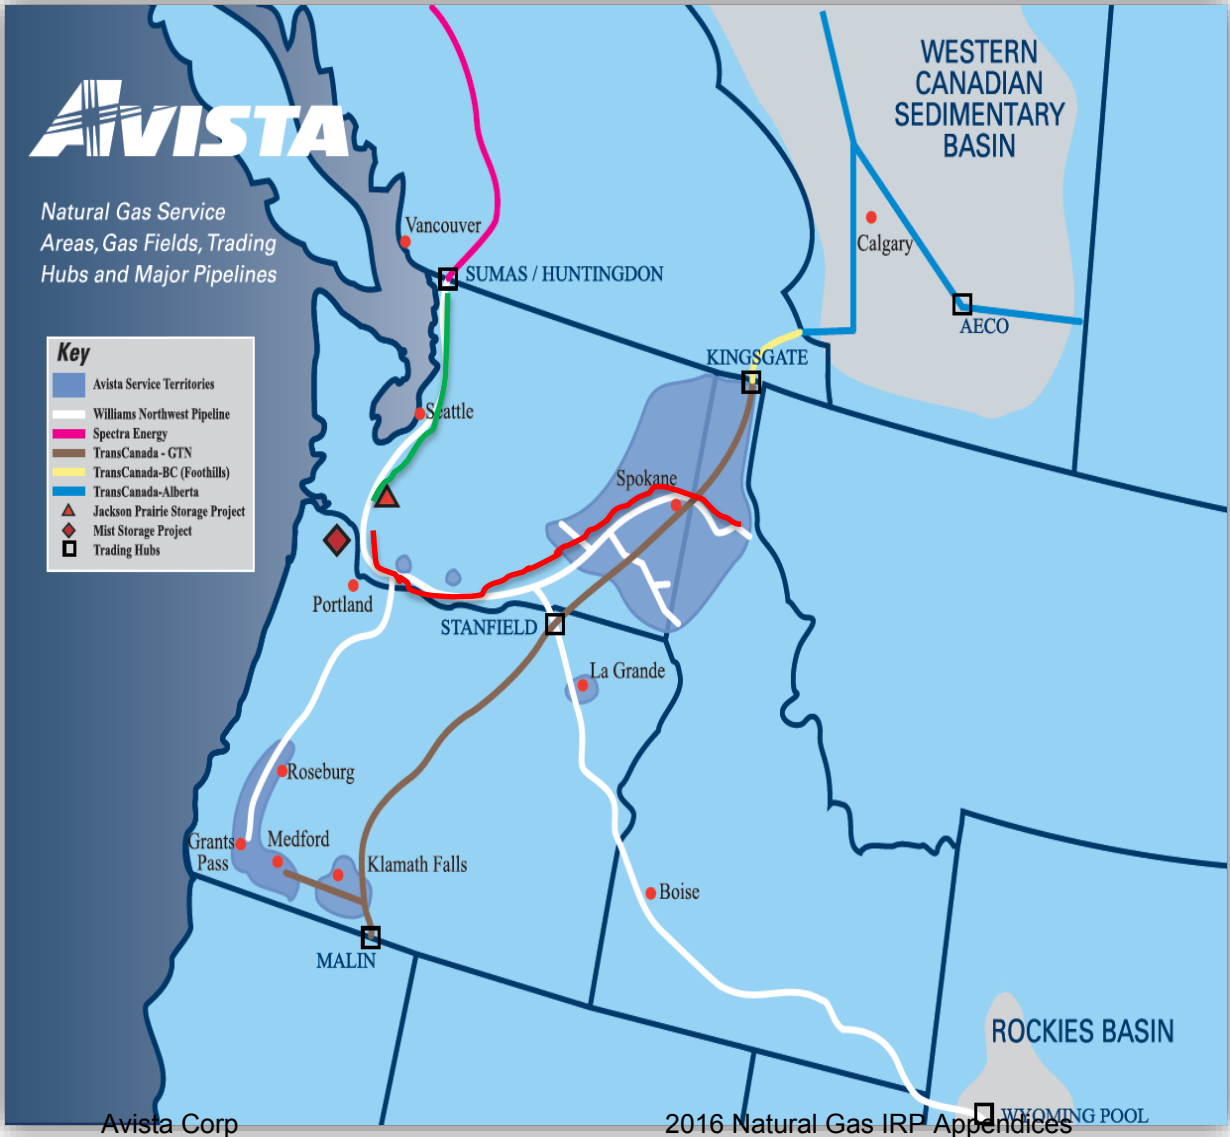 WESTERN
CANADIAN
SEDIMENTARY
BASIN
AVISTA
Natural Gas Service
Areas, Gas Fields, Trading
Hubs and Major Pipelines
Vancouver
Calgary
SUMAS / HUNTINGDON
AECO
KINGSGATE
Key
Avista Service Territories
Williams Northwest Pipeline
Spectra Energy
TransCanada - GTN
TransCanada-BC (Foothills)
TransCanada-Alberta
Jackson Prairie Storage Project
Mist Storage Project
Trading Hubs
Seattle
Spokane
Portland
STANFIELD
La Grande
Roseburg
Grants
Pass
Medford
Klamath Falls
Boise
MALIN
ROCKIES BASIN
WYOMING POOL
Avista Corp
2016 Natural Gas IRP Appendices